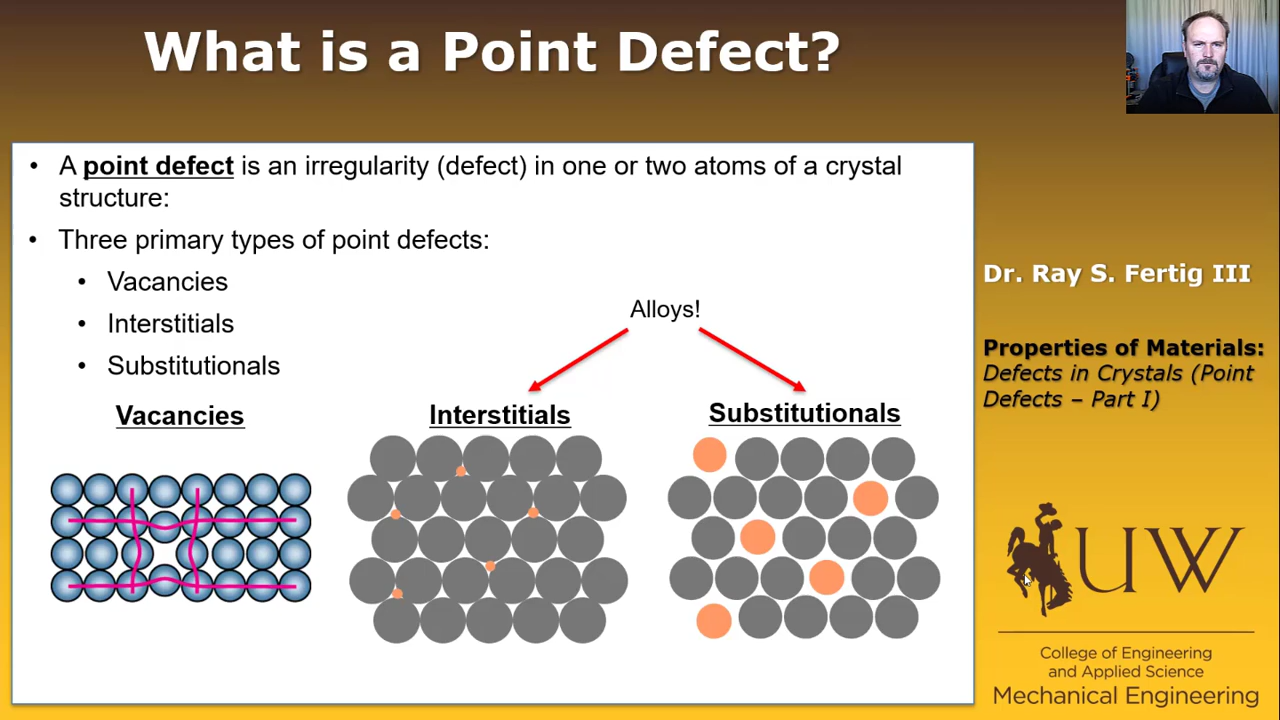 What is a Point Defect?
• A point defect is an irregularity (defect) in one or two atoms of a crystal
structure:
• Three primary types of point defects:
• Vacancies
• Interstitials
• Substitutionals
Alloys!
Vacancies
Interstitials
Substitutionals
Dr. Ray S. Fertig III
Properties of Materials:
Defects in Crystals (Point
Defects – Part I)
UW
College of Engineering
and Applied Science
Mechanical Engineering